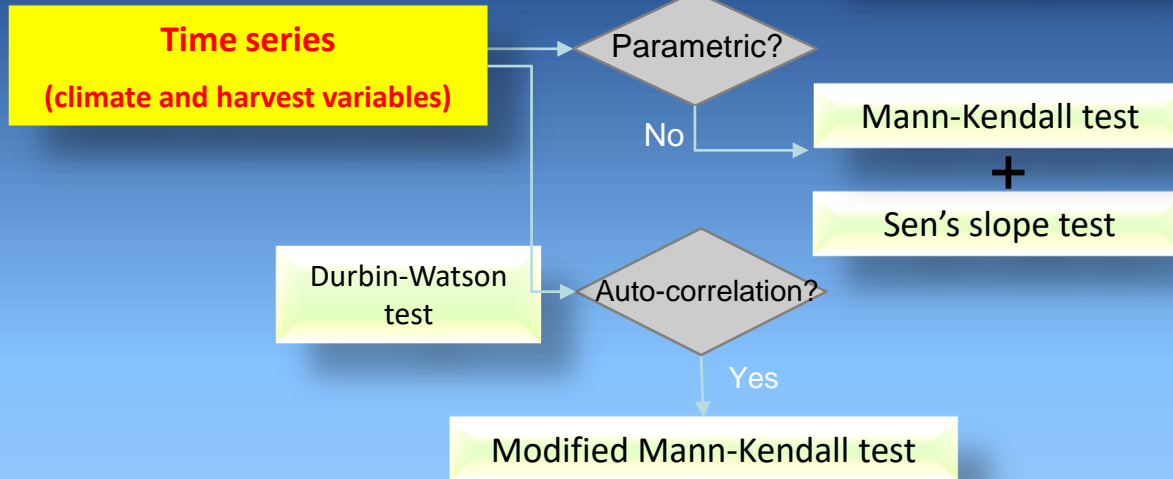 Time series
(climate and harvest variables)
Parametric?
No
Mann-Kendall test
+
Sen’s slope test
Durbin-Watson
test
Auto-correlation?
Yes
Modified Mann-Kendall test